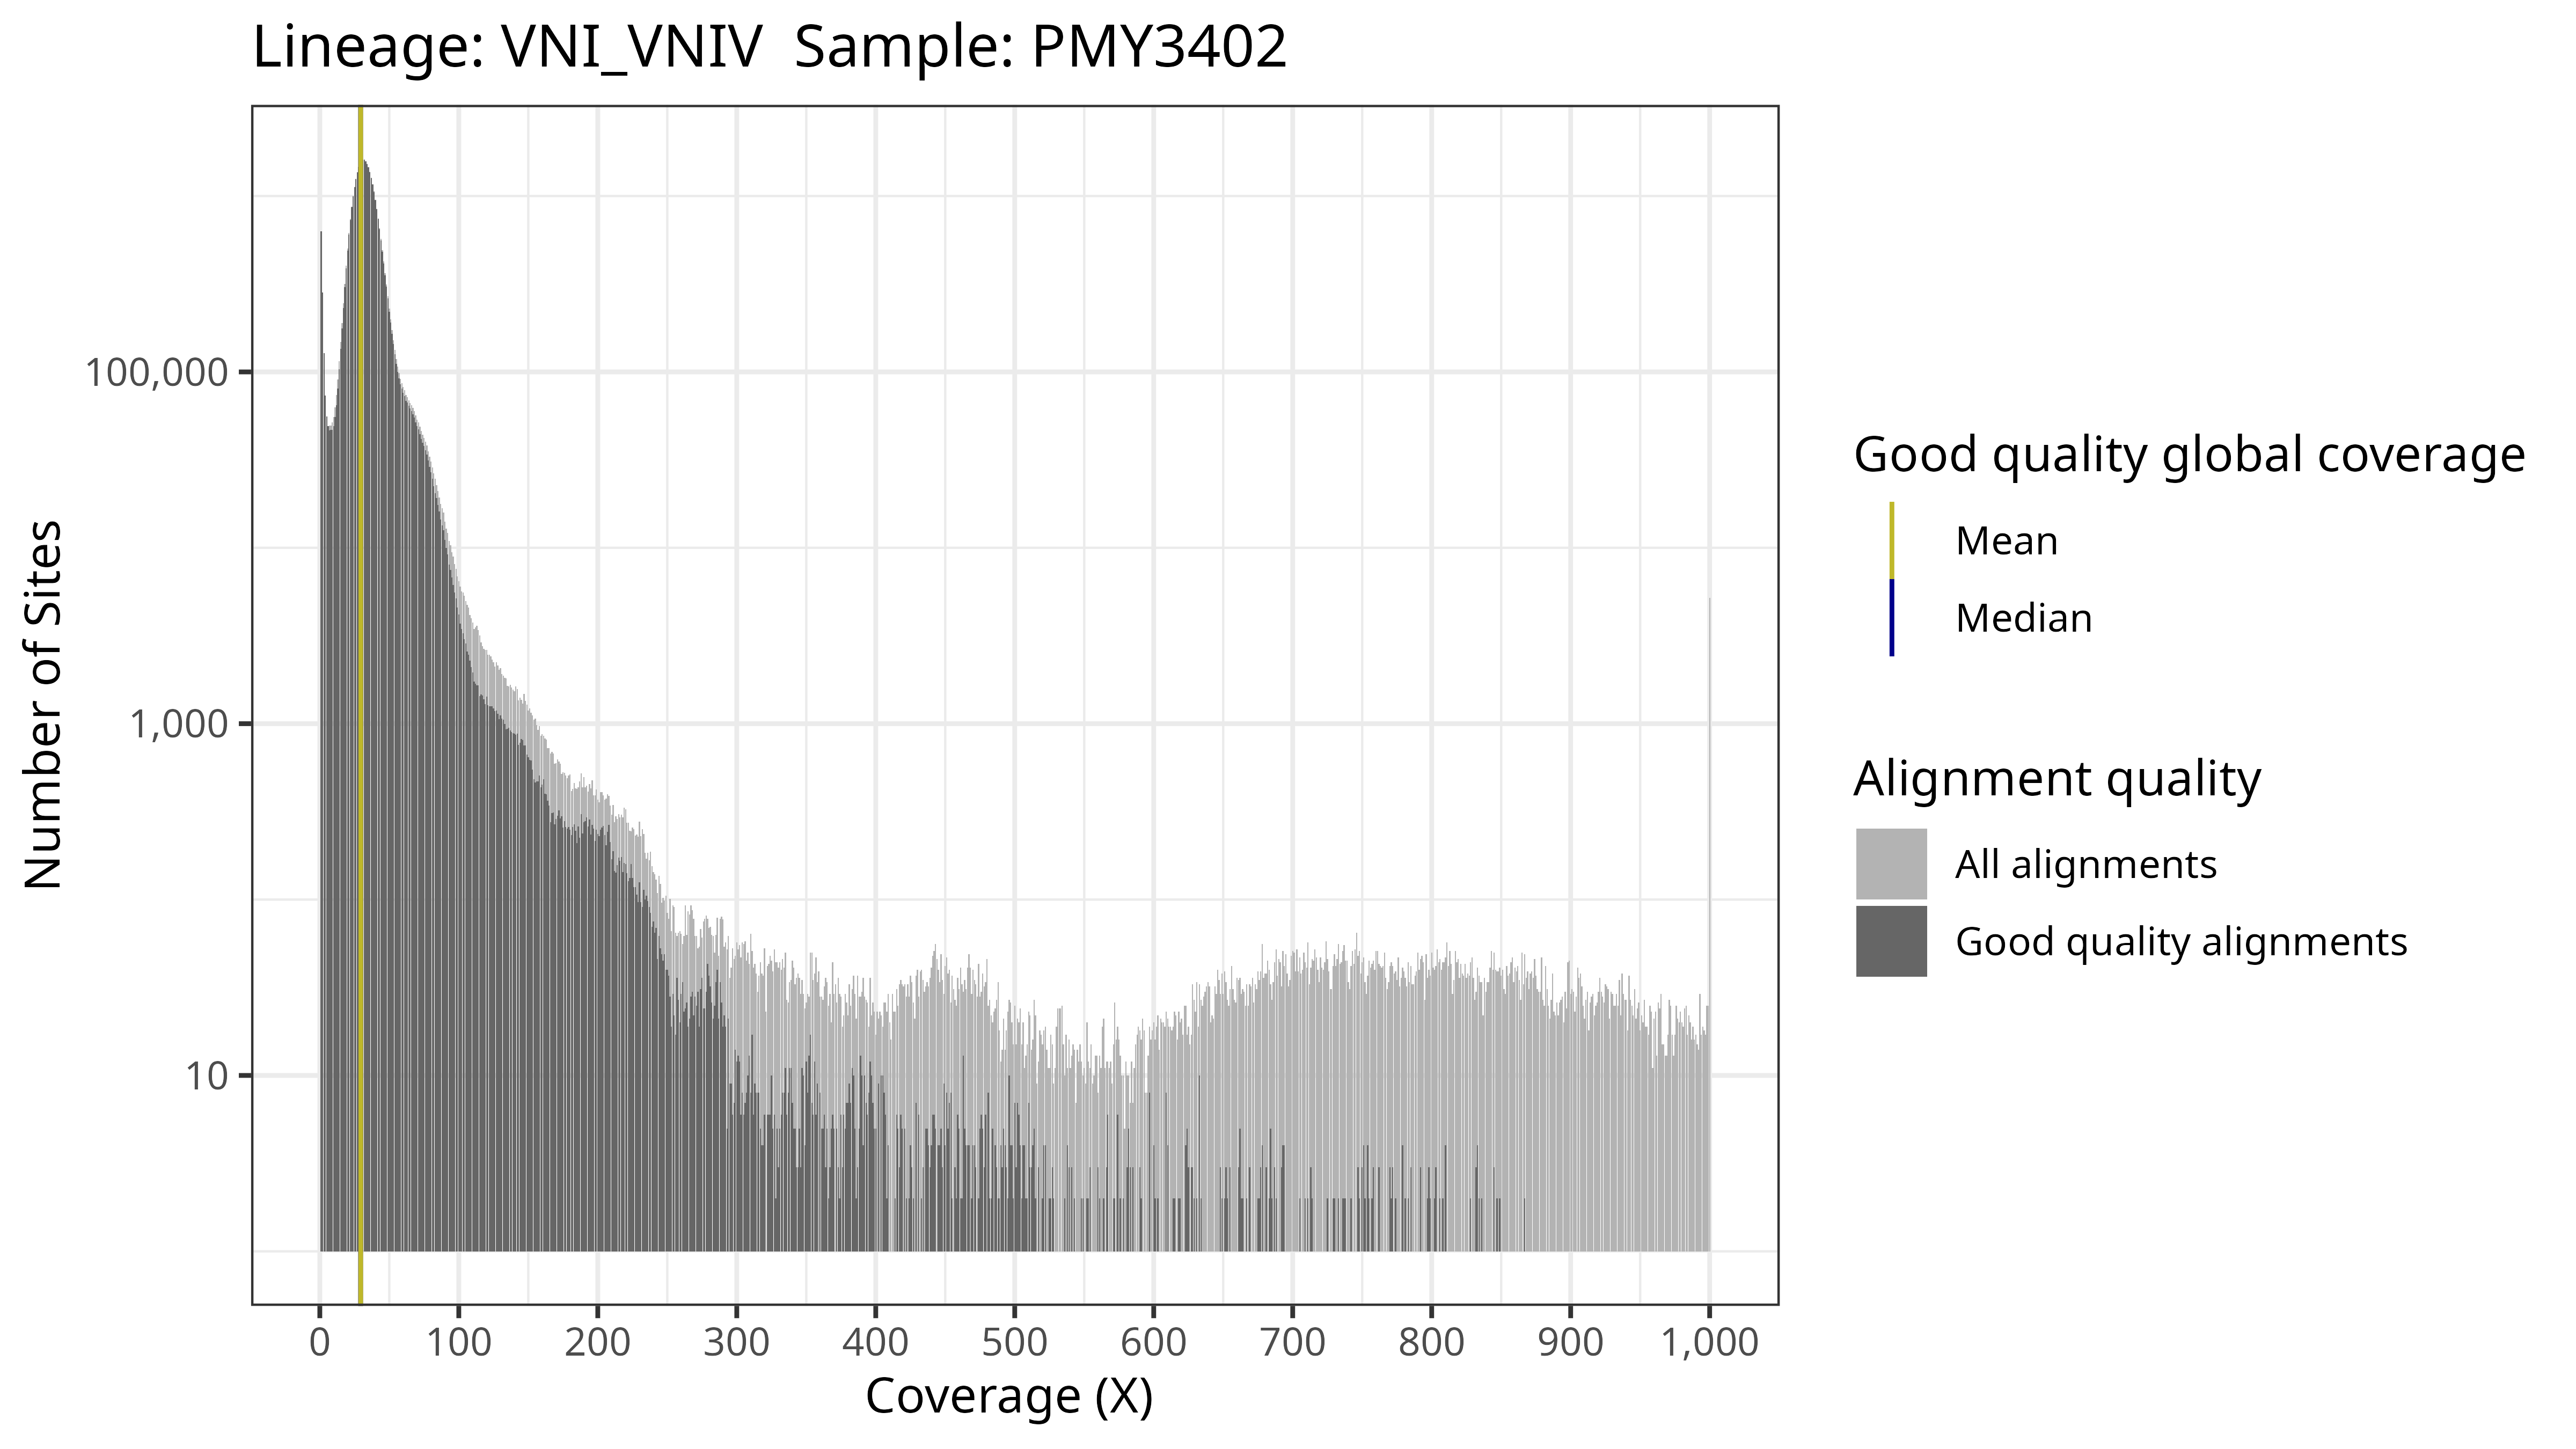 Lineage: VNI_VNIV  Sample: PMY3402
Number of Sites
100,000
1,000
10
0 100 200 300 400 500 600 700 800 900 1,000
Coverage (X)
Good quality global coverage
Mean
Median
Alignment quality
All alignments
Good quality alignments